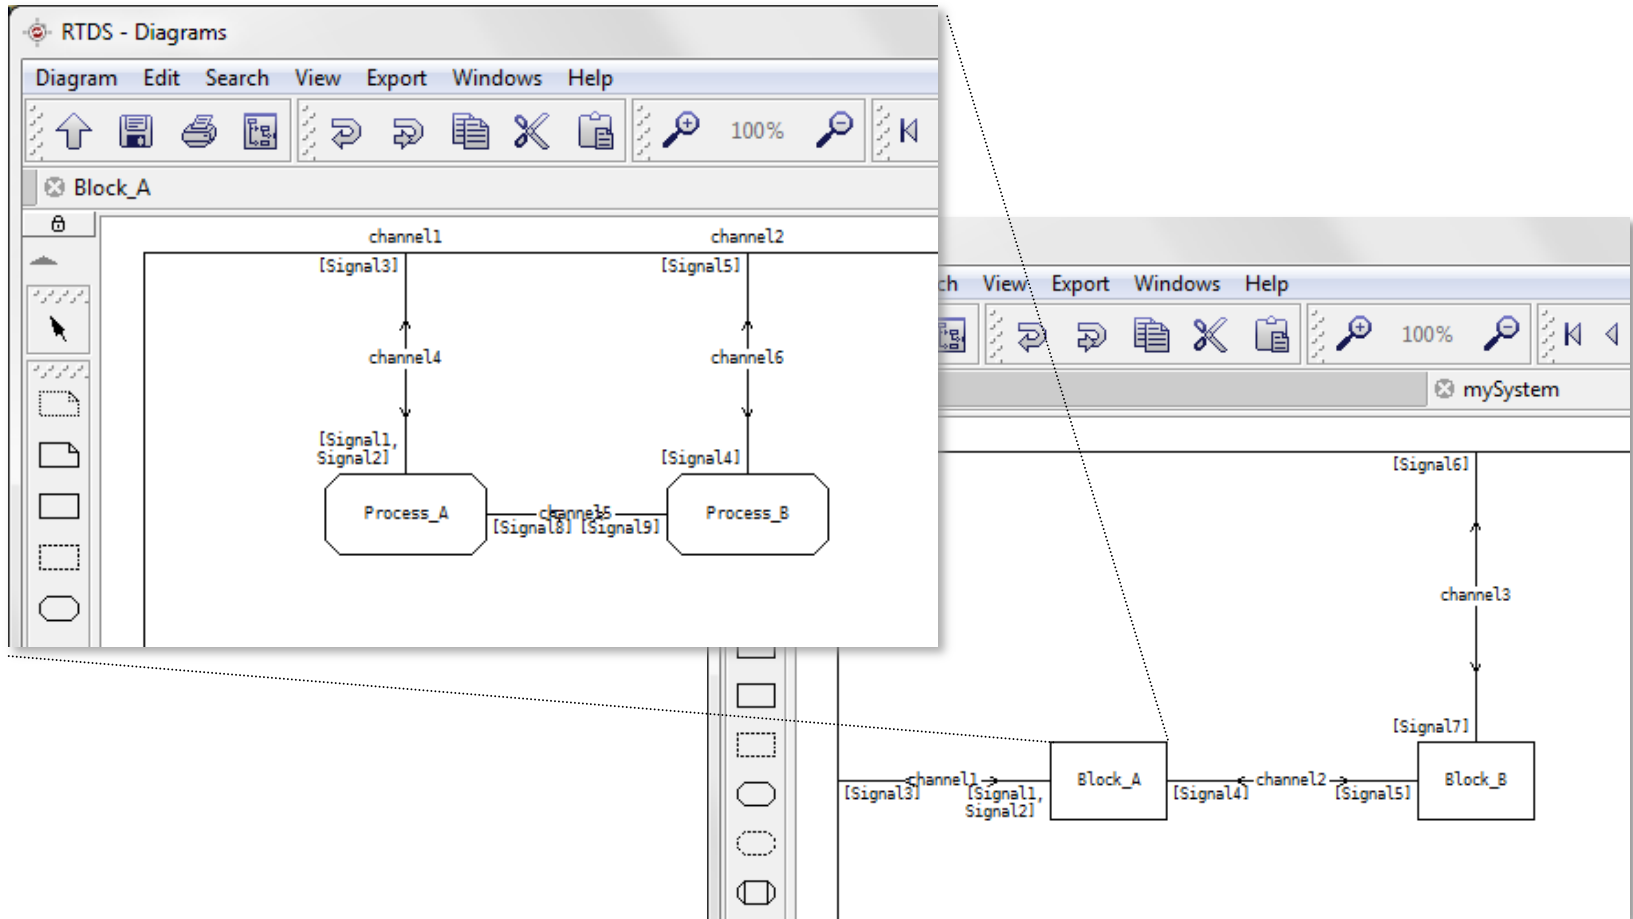 RTDS - Diagrams
Diagram Edit Search View Export Windows Help
100%
Block_A
channel1 channel2
[Signal3] [Signal5]
channel4 channel6
[Signal1,
Signal2] [Signal4]
Process_A channel5 Process_B
[Signal8] [Signal9]
ch View Export Windows Help
100%
mySystem
[Signal6]
channel3
[Signal7]
channel1 Block_A channel2 Block_B
[Signal3] [Signal1, [Signal4] [Signal5]
Signal2]